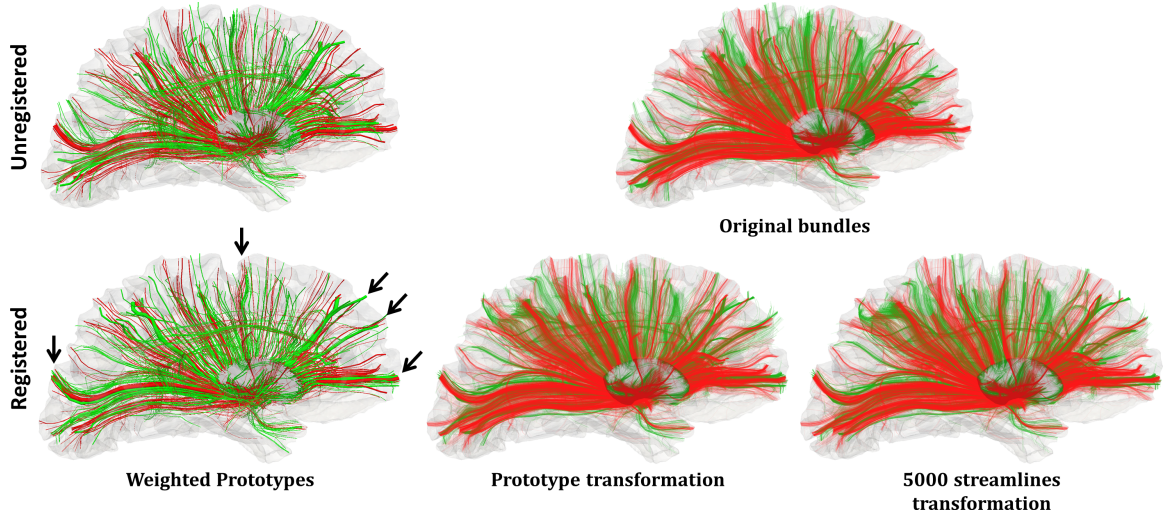 Unregistered
Original bundles
Registered
Weighted Prototypes
Prototype transformation
5000 streamlines
transformation